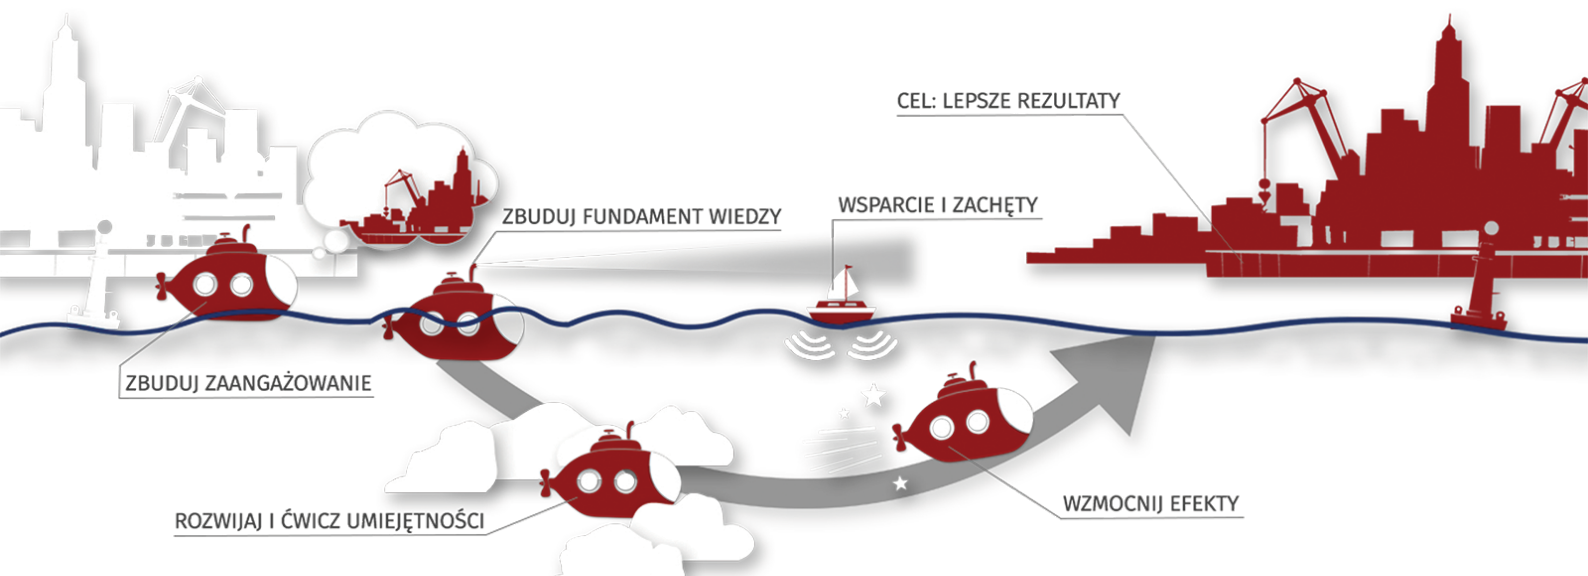 CEL: LEPSZE REZULTATY
WSPARCIE I ZACHĘTY
ZBUDUJ FUNDAMENT WIEDZY
ZBUDUJ ZAANGAŻOWANIE
ROZWIJAJ I ĆWICZ UMIEJĘTNOŚCI
WZMOCNIJ EFEKTY